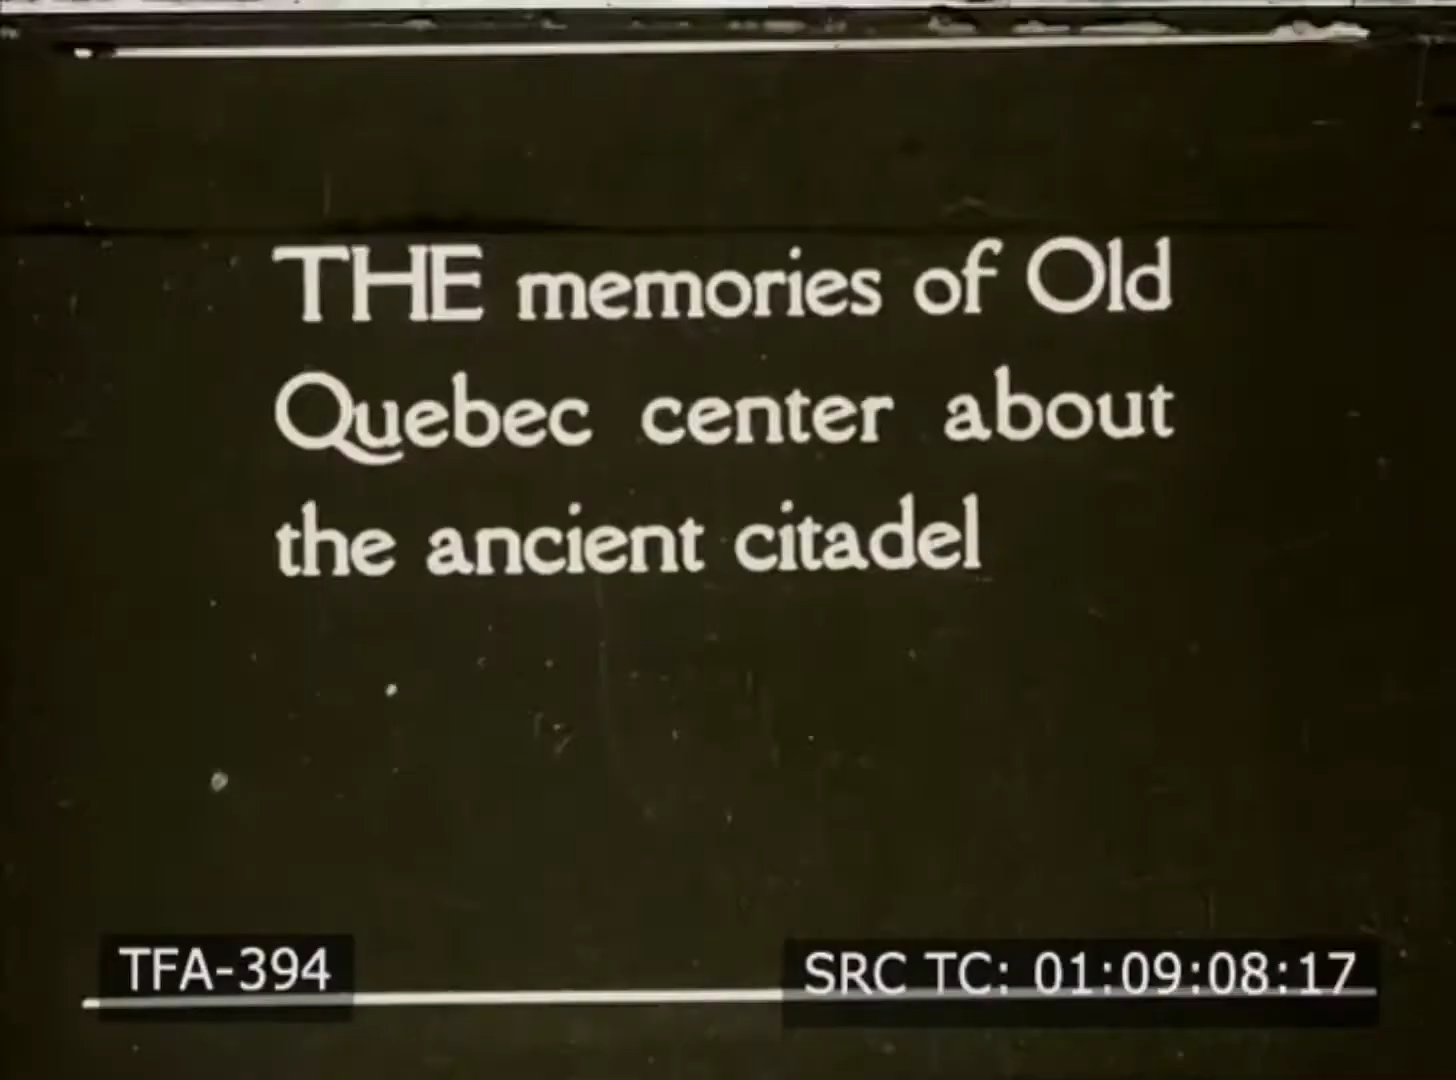 THE memories of Old
Quebec center about
the ancient citadel
TFA-394
SRC TC: 01:09:08:17